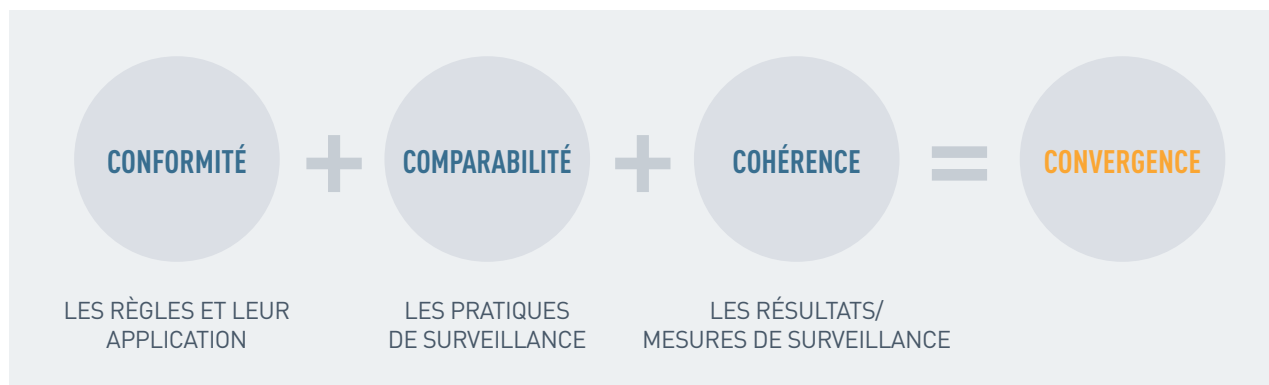 CONFORMITÉ + COMPARABILITÉ + COHÉRENCE = CONVERGENCE
LES RÈGLES ET LEUR
APPLICATION
LES PRATIQUES
DE SURVEILLANCE
LES RÉSULTATS/
MESURES DE SURVEILLANCE